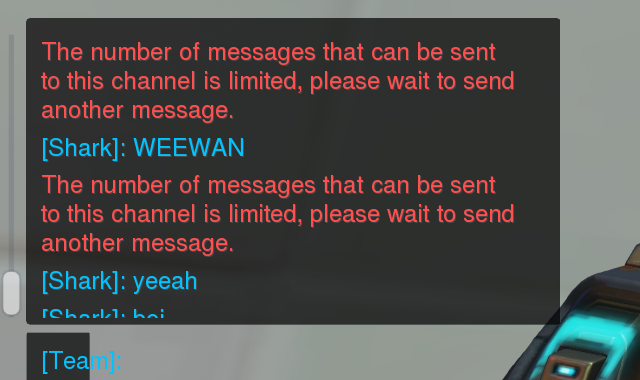 The number of messages that can be sent
to this channel is limited, please wait to send
another message.
[Shark]: WEEWAN
The number of messages that can be sent
to this channel is limited, please wait to send
another message.
[Shark]: yeeah
[Shark]: boi
[Team]: